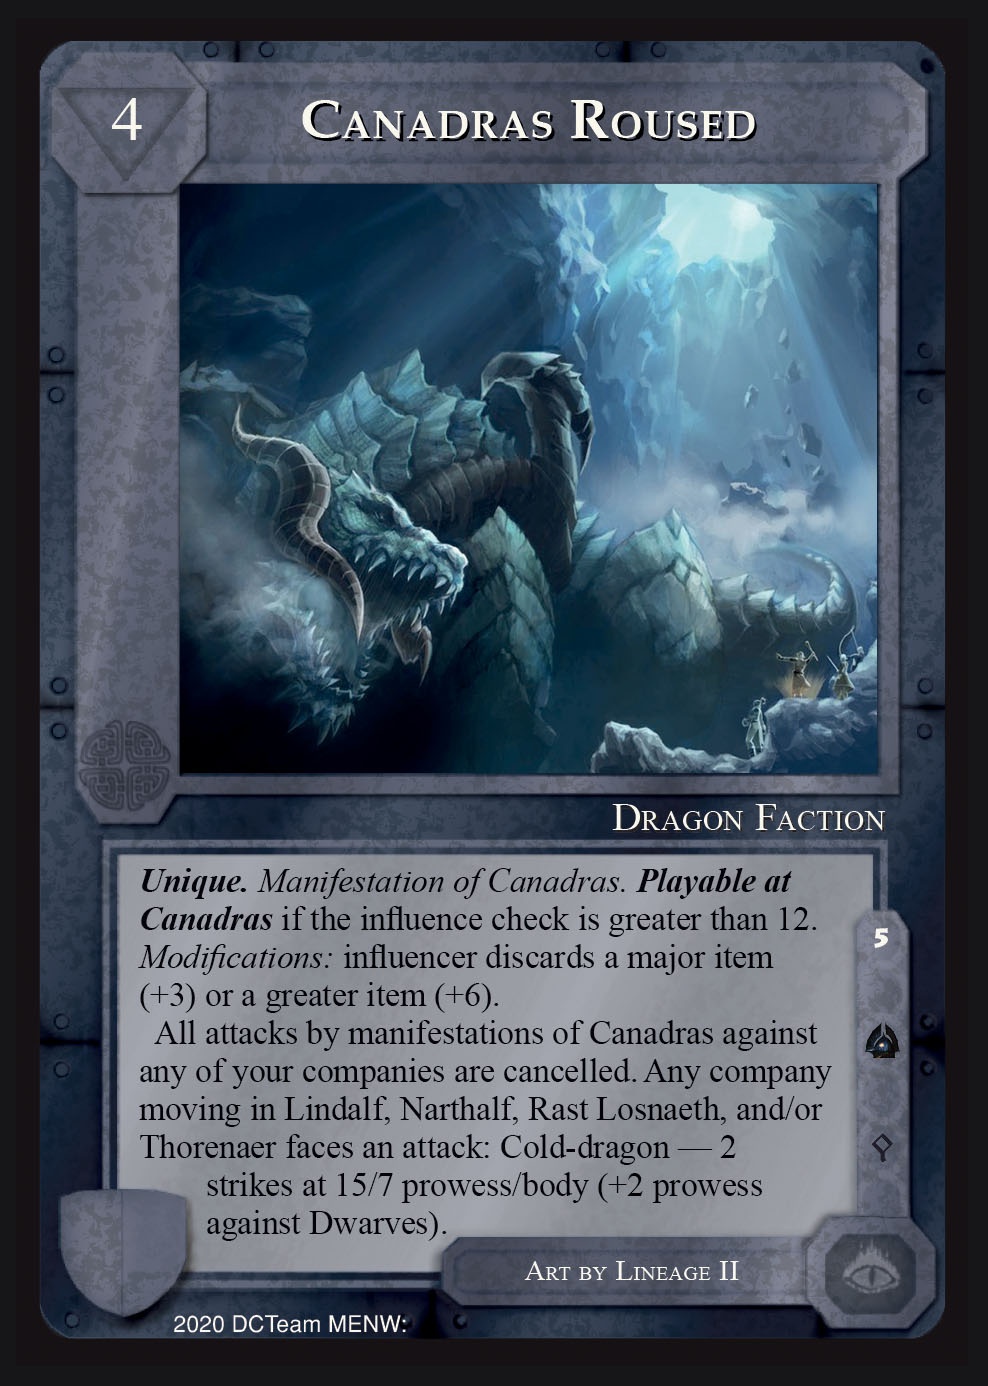 4
Canadras Roused
Dragon Faction
Unique. Manifestation of Canadras. Playable at
Canadras if the influence check is greater than 12.
Modifications: influencer discards a major item
(+3) or a greater item (+6).
All attacks by manifestations of Canadras against
any of your companies are cancelled. Any company
moving in Lindalf, Narthalf, Rast Losnaeth, and/or
Thorenaer faces an attack: Cold-dragon — 2
strikes at 15/7 prowess/body (+2 prowess
against Dwarves).
5
Art by Lineage II
2020 DCTeam MENW: